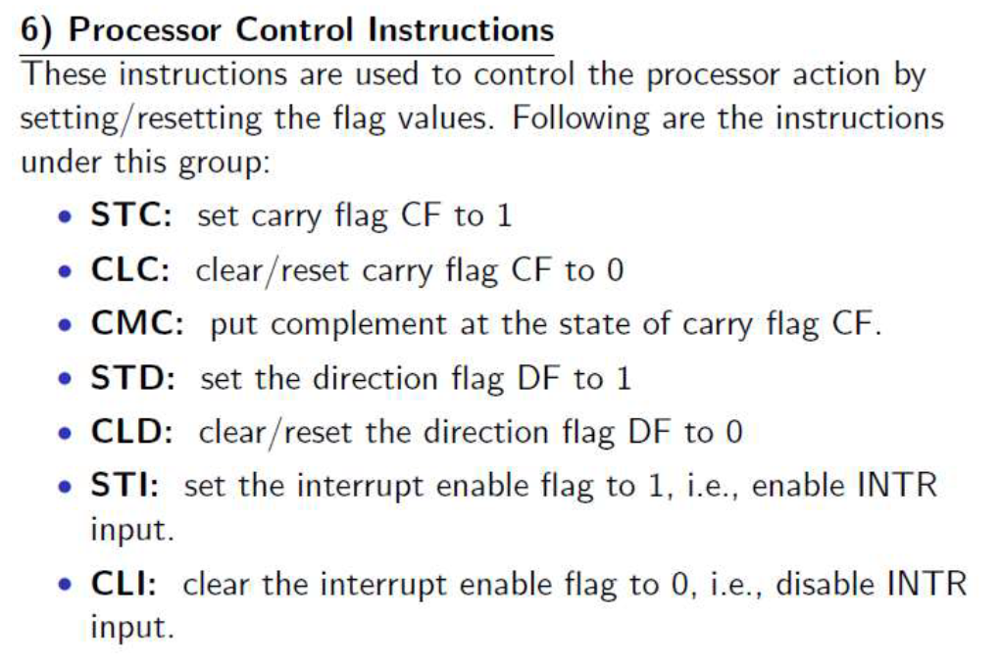 6) Processor Control Instructions
These instructions are used to control the processor action by
setting/resetting the flag values. Following are the instructions
under this group:
• STC: set carry flag CF to 1
• CLC: clear/reset carry flag CF to 0
• CMC: put complement at the state of carry flag CF.
• STD: set the direction flag DF to 1
• CLD: clear/reset the direction flag DF to 0
• STI: set the interrupt enable flag to 1, i.e., enable INTR
input.
• CLI: clear the interrupt enable flag to 0, i.e., disable INTR
input.